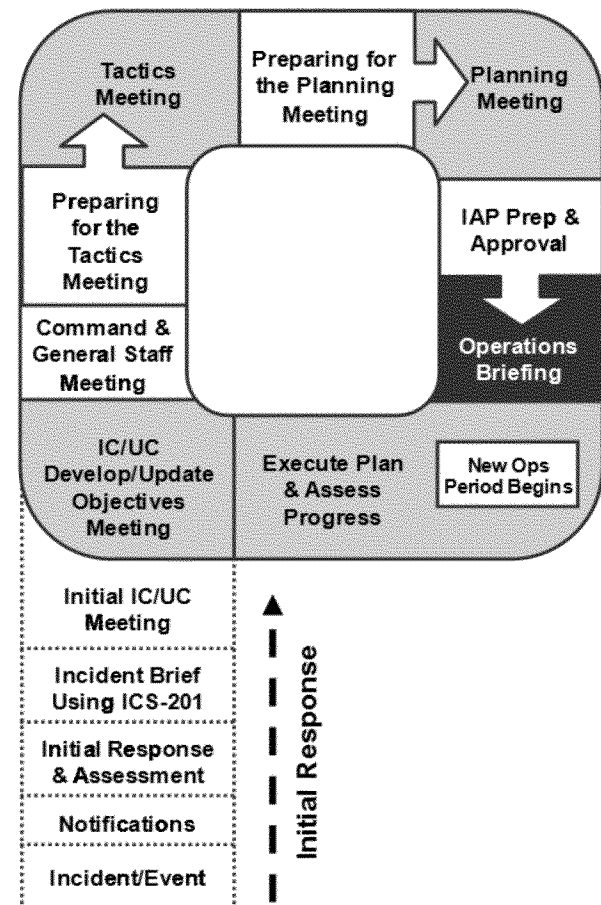 Tactics
Meeting
Preparing for
the Planning
Meeting
Planning
Meeting
Preparing
for the
Tactics
Meeting
IAP Prep &
Approval
Command &
General Staff
Meeting
Operations
Briefing
IC/UC
Develop/Update
Objectives
Meeting
Execute Plan
& Assess
Progress
New Ops
Period Begins
Initial IC/UC
Meeting
Incident Brief
Using ICS-201
Initial Response
& Assessment
Notifications
Incident/Event
Initial Response